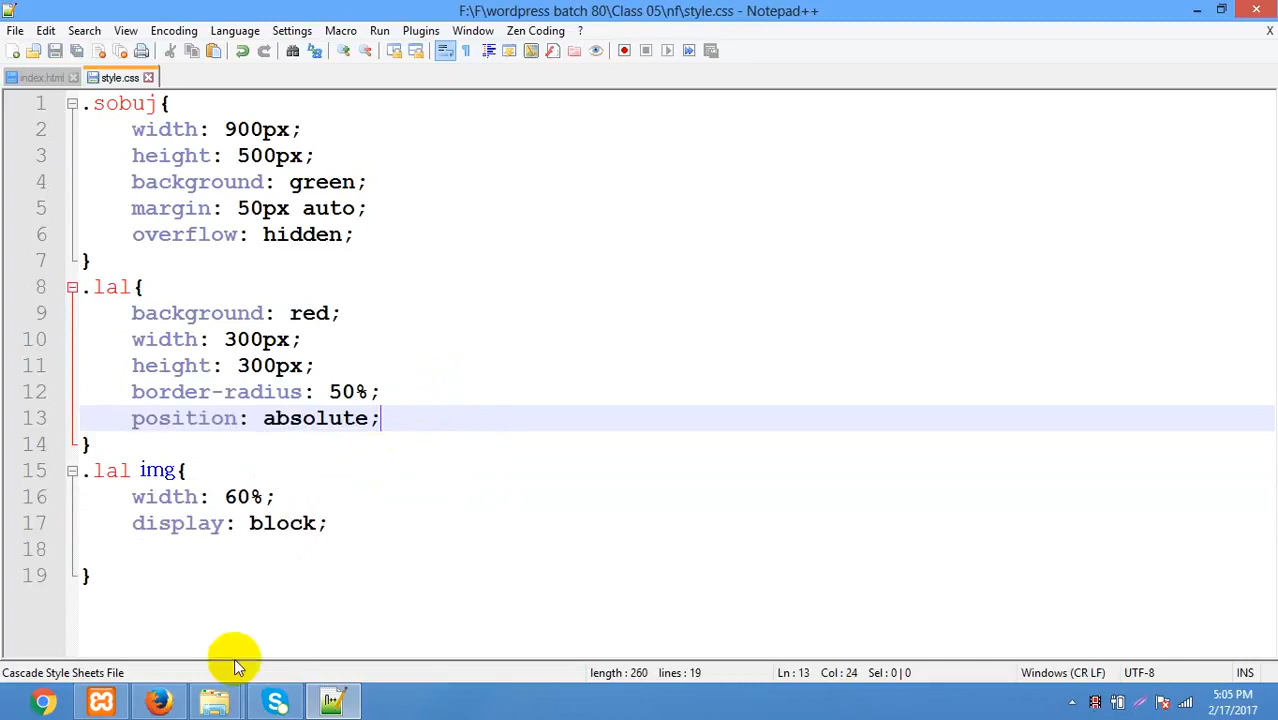 F:\F\wordpress batch 80\Class 05\nf\style.css - Notepad++
File Edit Search View Encoding Language Settings Macro Run Plugins Window Zen Coding ? X
index.html style.css
1 .sobuj{
2 width: 900px;
3 height: 500px;
4 background: green;
5 margin: 50px auto;
6 overflow: hidden;
7 }
8 .lal{
9 background: red;
10 width: 300px;
11 height: 300px;
12 border-radius: 50%;
13 position: absolute;
14 }
15 .lal img{
16 width: 60%;
17 display: block;
18
19 }
Cascade Style Sheets File length : 260 lines : 19 Ln : 13 Col : 24 Sel : 0 | 0 Windows (CR LF) UTF-8 INS
5:05 PM
2/17/2017